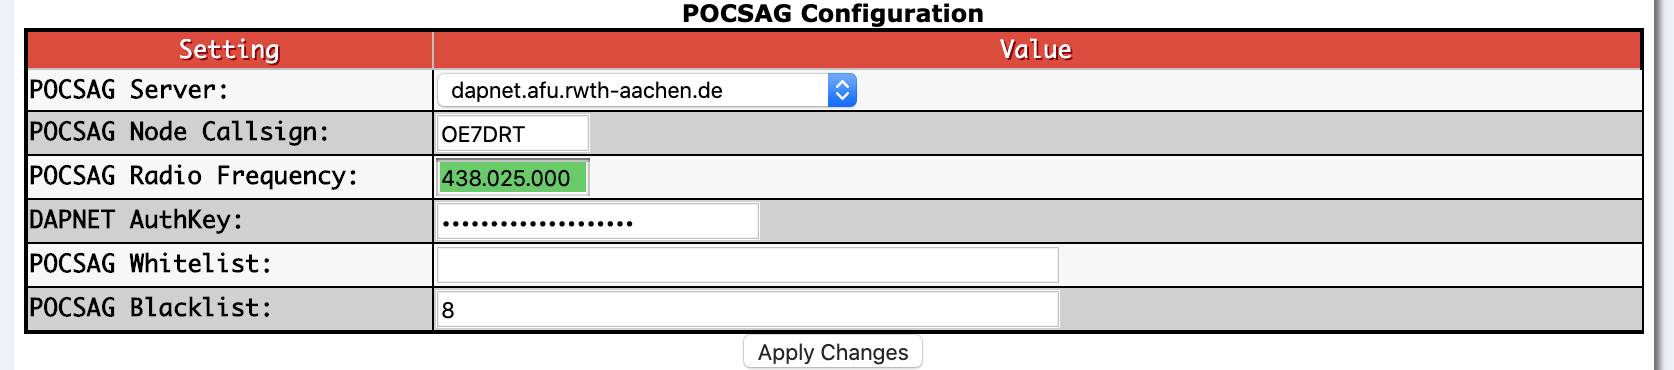 POCSAG Configuration
Setting Value
POCSAG Server: dapnet.afu.rwth-aachen.de
POCSAG Node Callsign: OE7DRT
POCSAG Radio Frequency: 438.025.000
DAPNET AuthKey: ••••••••••••••••••••
POCSAG Whitelist:
POCSAG Blacklist: 8
Apply Changes